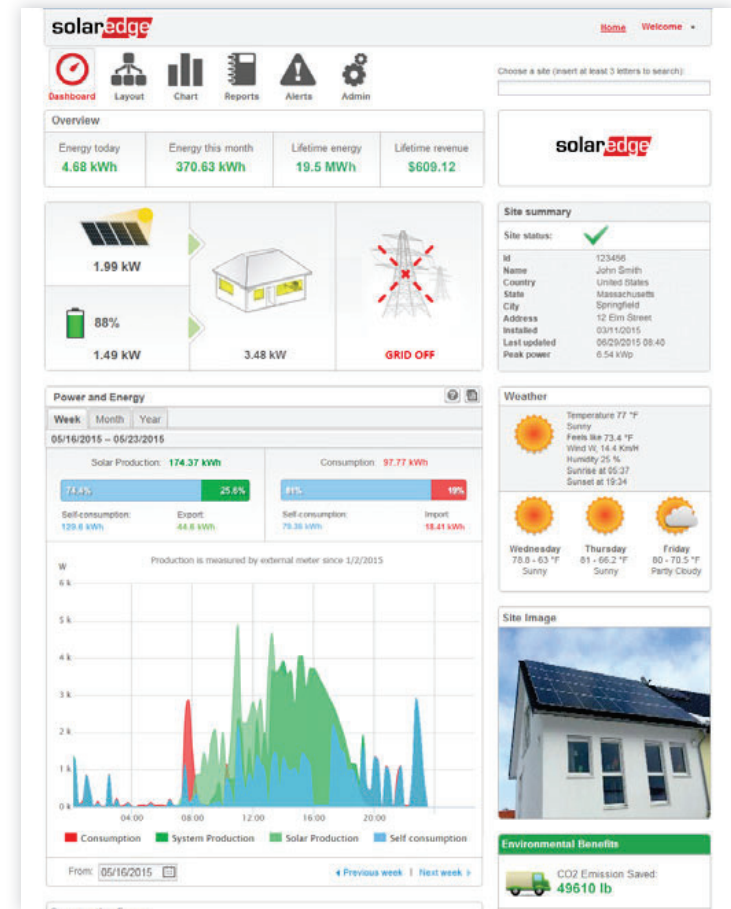 solaredge
Home Welcome
Dashboard Layout Chart Reports Alerts Admin
Choose a site (insert at least 3 letters to search):
Overview
Energy today Energy this month Lifetime energy Lifetime revenue
4.68 kWh 370.63 kWh 19.5 MWh $609.12
solaredge
1.99 kW
88%
1.49 kW 3.48 kW GRID OFF
Site summary
Site status:
Id 123456
Name John Smith
Country United States
State Massachusetts
City Springfield
Address 12 Elm Street
Installed 03/11/2015
Last updated 06/29/2015 08:40
Peak power 6.54 kWp
Power and Energy
Week Month Year
05/16/2015 – 05/23/2015
Solar Production: 174.37 kWh Consumption: 97.77 kWh
74.4% 25.6% 81% 19%
Self-consumption: Export: Self-consumption: Import:
129.8 kWh 44.6 kWh 79.36 kWh 18.41 kWh
Production is measured by external meter since 1/2/2015
W
6 k
5 k
4 k
3 k
2 k
1 k
0 k
04:00 08:00 12:00 16:00 20:00
Consumption System Production Solar Production Self consumption
From: 05/16/2015 Previous week | Next week
Weather
Temperature 77 °F
Sunny
Feels like 73.4 °F
Wind W, 14.4 Km/H
Humidity 25 %
Sunrise at 05:37
Sunset at 19:34
Wednesday Thursday Friday
78.8 - 63 °F 81 - 66.2 °F 80 - 70.5 °F
Sunny Sunny Partly Cloudy
Site Image
Environmental Benefits
CO2 Emission Saved:
49610 lb